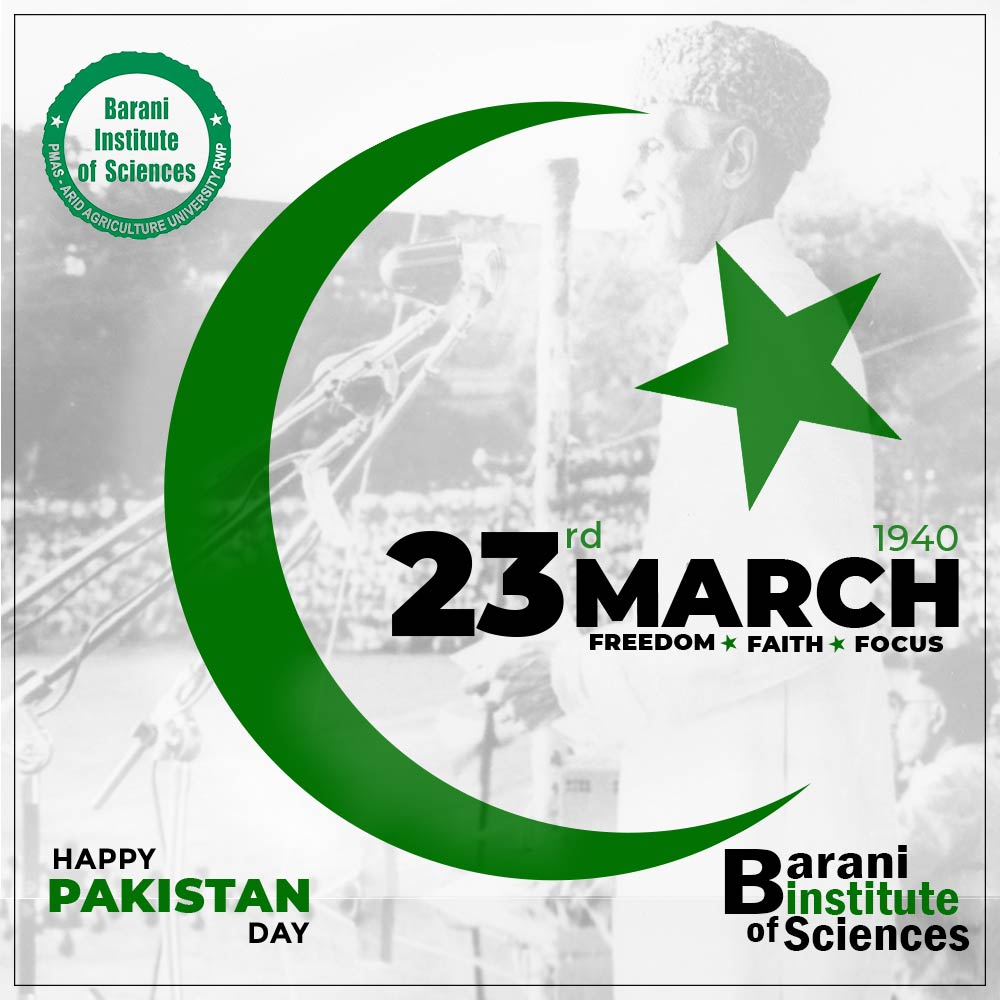 Barani
Institute
of Sciences
PMAS - ARID AGRICULTURE UNIVERSITY RWP
23rd MARCH 1940
FREEDOM ★ FAITH ★ FOCUS
HAPPY
PAKISTAN
DAY
Barani
institute
of Sciences